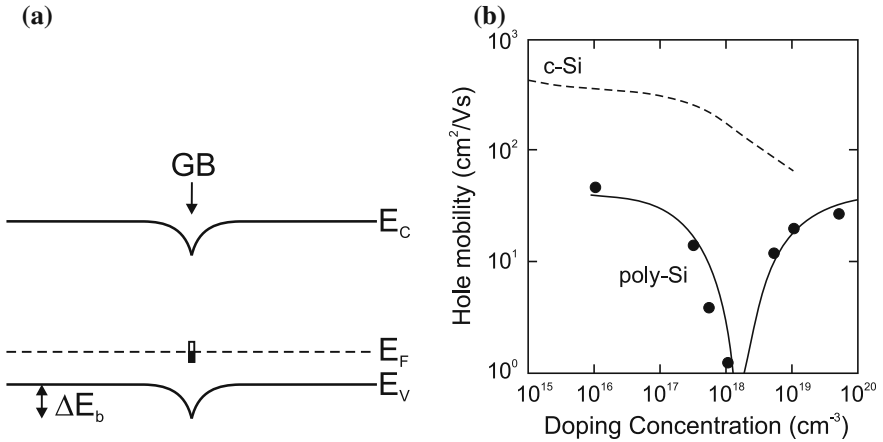 (a)
GB
E_C
E_F
E_V
ΔE_b
(b)
10^3
10^2
10^1
10^0
Hole mobility (cm^2/Vs)
c-Si
poly-Si
10^15 10^16 10^17 10^18 10^19 10^20
Doping Concentration (cm^-3)